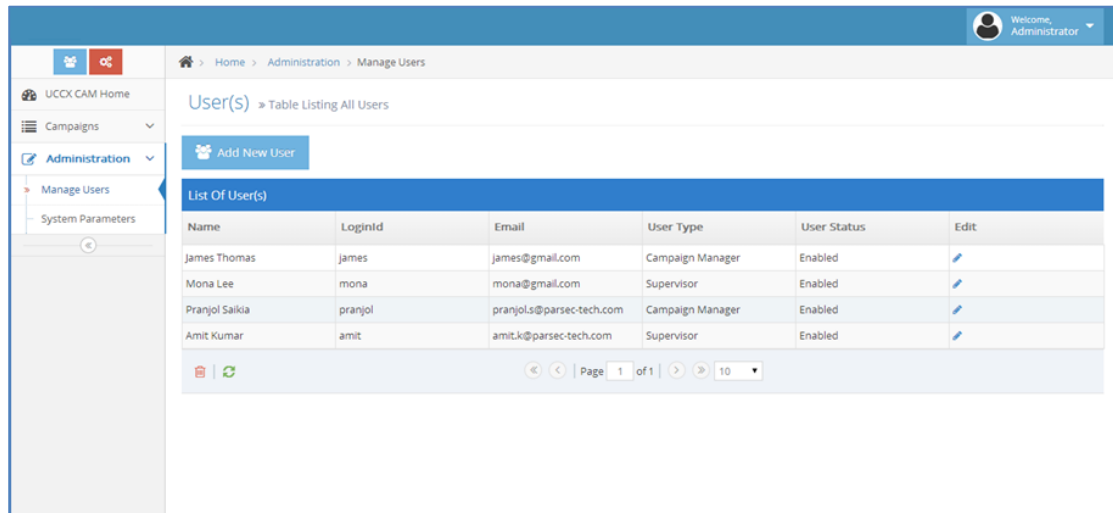 Welcome,
Administrator
> Home > Administration > Manage Users
UCCX CAM Home
Campaigns
Administration
» Manage Users
System Parameters
User(s) » Table Listing All Users
Add New User
List Of User(s)
Name LoginId Email User Type User Status Edit
James Thomas james james@gmail.com Campaign Manager Enabled
Mona Lee mona mona@gmail.com Supervisor Enabled
Pranjol Saikia pranjol pranjol.s@parsec-tech.com Campaign Manager Enabled
Amit Kumar amit amit.k@parsec-tech.com Supervisor Enabled
| Page 1 of 1 | 10